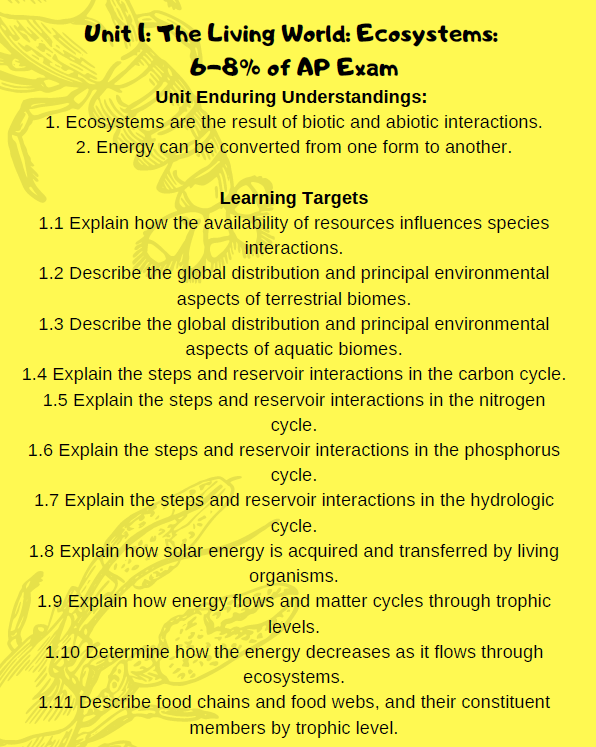 Unit 1: The Living World: Ecosystems:
6-8% of AP Exam
Unit Enduring Understandings:
1. Ecosystems are the result of biotic and abiotic interactions.
2. Energy can be converted from one form to another.
Learning Targets
1.1 Explain how the availability of resources influences species
interactions.
1.2 Describe the global distribution and principal environmental
aspects of terrestrial biomes.
1.3 Describe the global distribution and principal environmental
aspects of aquatic biomes.
1.4 Explain the steps and reservoir interactions in the carbon cycle.
1.5 Explain the steps and reservoir interactions in the nitrogen
cycle.
1.6 Explain the steps and reservoir interactions in the phosphorus
cycle.
1.7 Explain the steps and reservoir interactions in the hydrologic
cycle.
1.8 Explain how solar energy is acquired and transferred by living
organisms.
1.9 Explain how energy flows and matter cycles through trophic
levels.
1.10 Determine how the energy decreases as it flows through
ecosystems.
1.11 Describe food chains and food webs, and their constituent
members by trophic level.